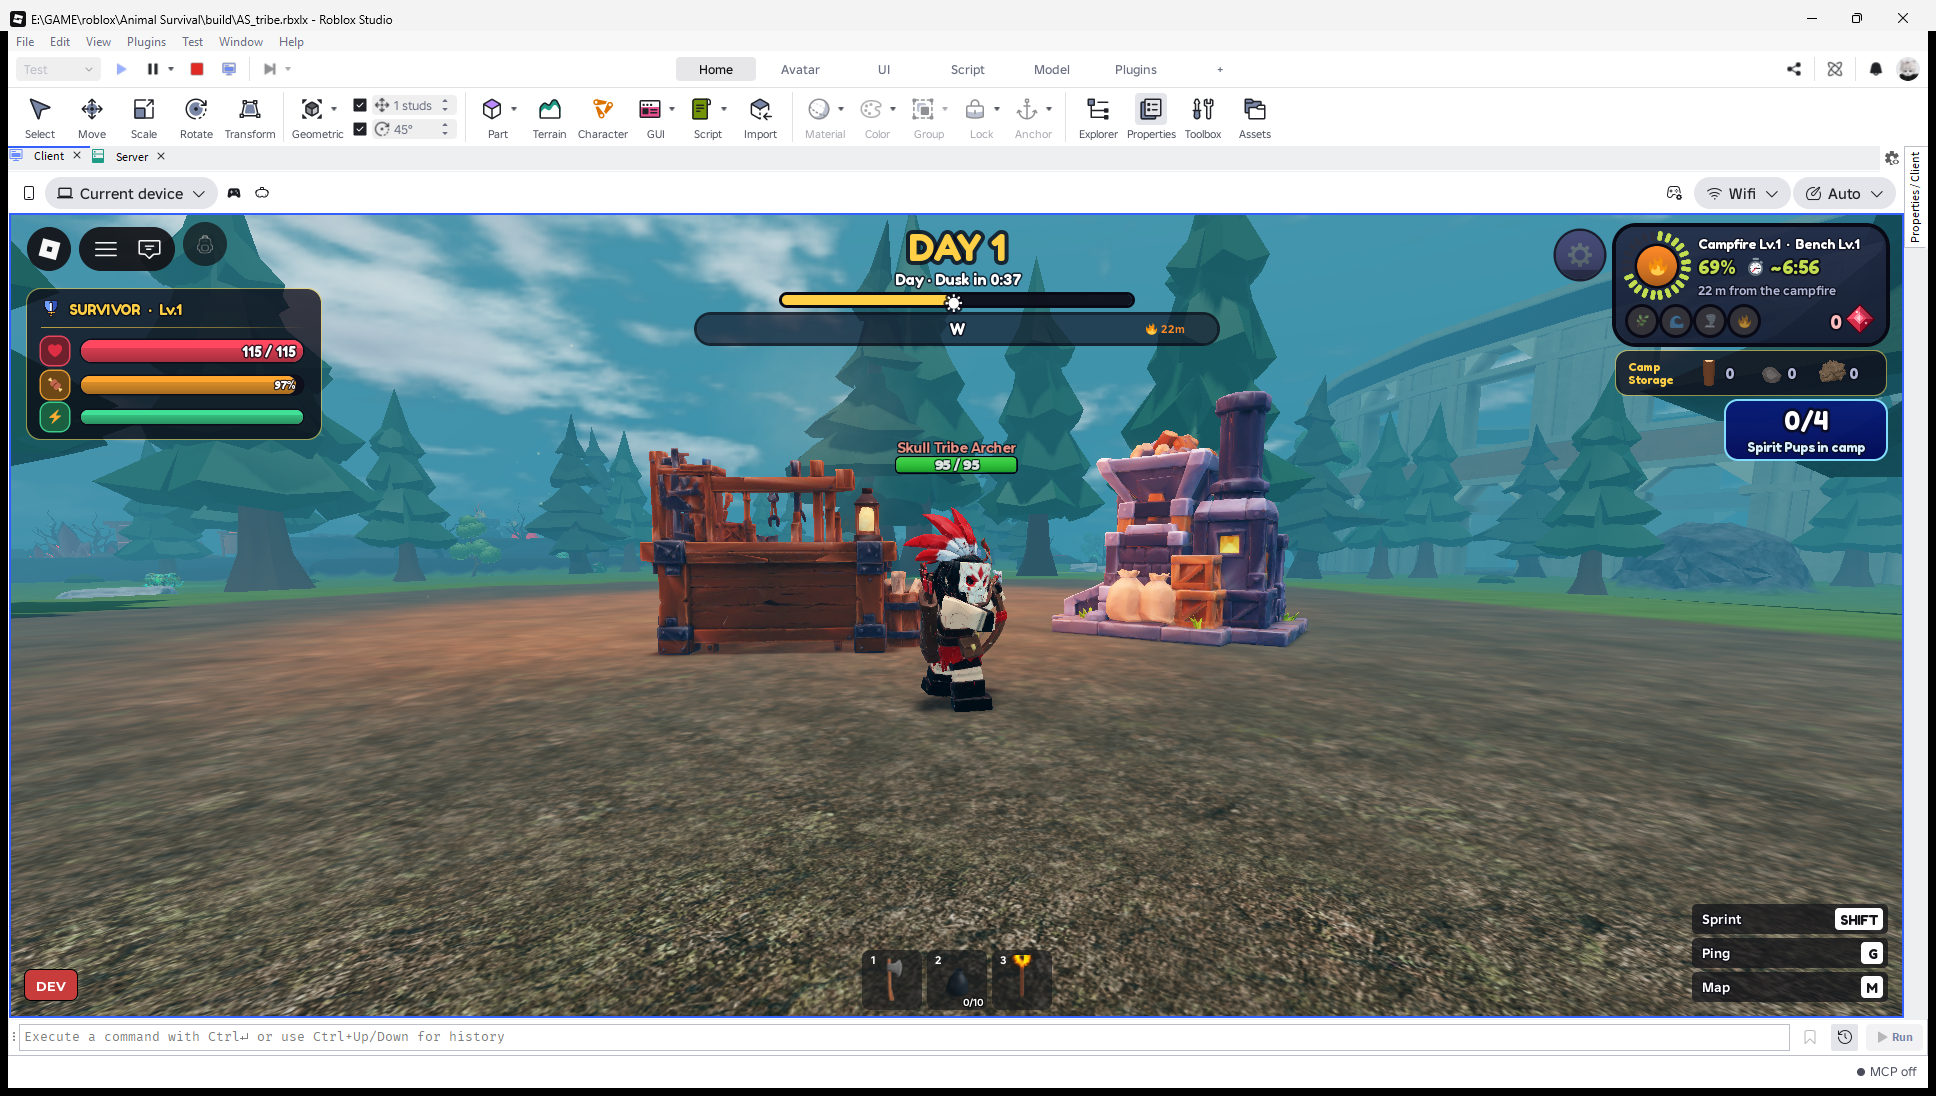 E:\GAME\roblox\Animal Survival\build\AS_tribe.rbxlx - Roblox Studio
File Edit View Plugins Test Window Help
Test
Home Avatar UI Script Model Plugins +
1 studs
45°
Select Move Scale Rotate Transform Geometric Part Terrain Character GUI Script Import Material Color Group Lock Anchor Explorer Properties Toolbox Assets
Client Server
Properties / Client
Current device
Wifi Auto
DAY 1
Day · Dusk in 0:37
W
22m
SURVIVOR · Lv.1
115 / 115
97%
Campfire Lv.1 · Bench Lv.1
69% ~6:56
22 m from the campfire
0
Camp Storage
0 0 0
0/4
Spirit Pups in camp
Skull Tribe Archer
95 / 95
Sprint SHIFT
Ping G
Map M
1 2 3
0/10
DEV
Execute a command with Ctrl↵ or use Ctrl+Up/Down for history
Run
MCP off